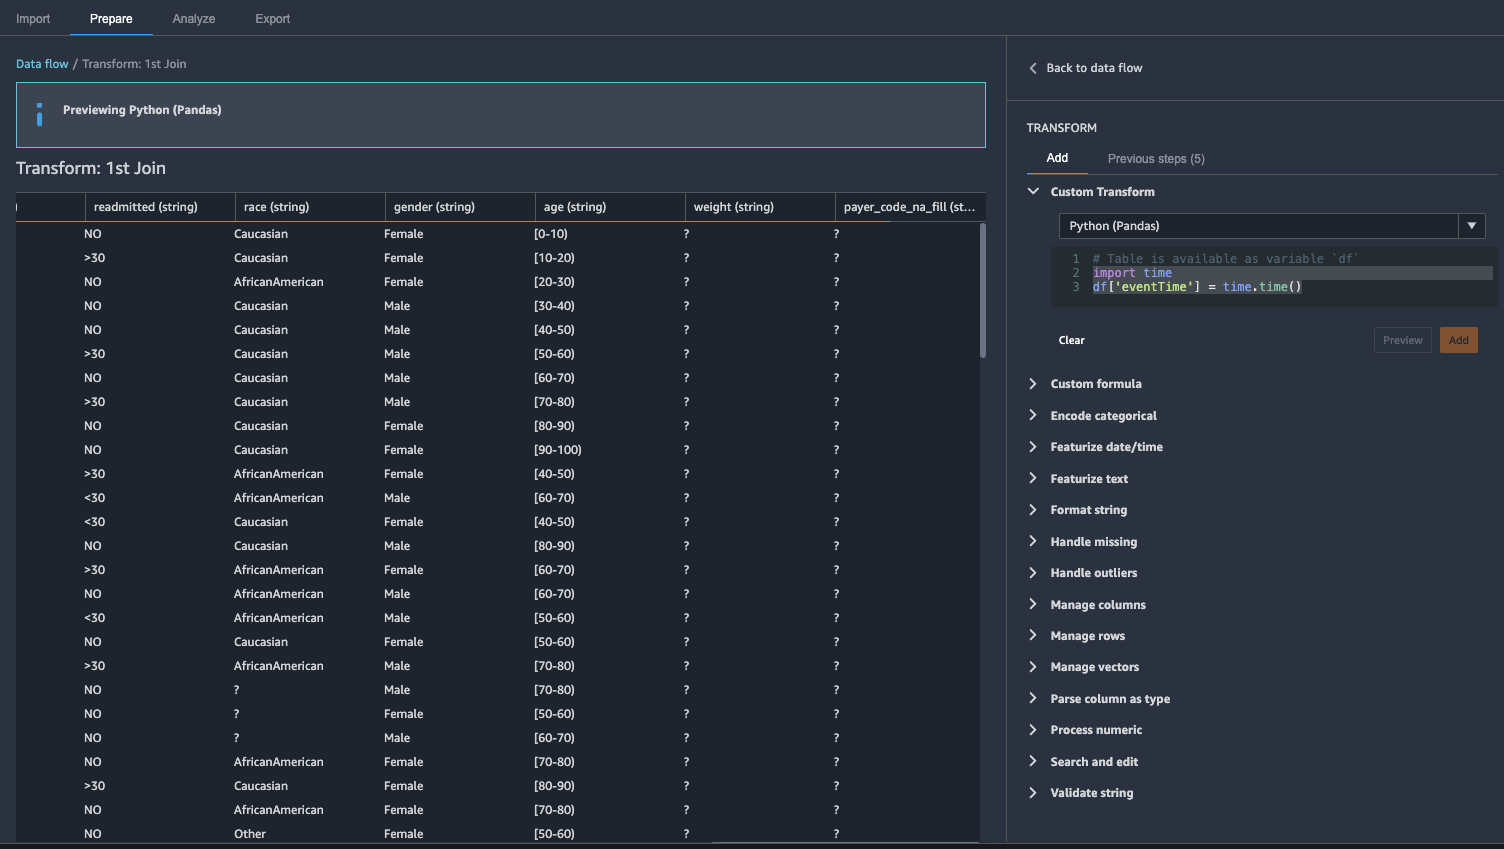 Import Prepare Analyze Export
Data flow / Transform: 1st Join
Previewing Python (Pandas)
Transform: 1st Join
) readmitted (string) race (string) gender (string) age (string) weight (string) payer_code_na_fill (st...
NO Caucasian Female [0-10) ? ?
>30 Caucasian Female [10-20) ? ?
NO AfricanAmerican Female [20-30) ? ?
NO Caucasian Male [30-40) ? ?
NO Caucasian Male [40-50) ? ?
>30 Caucasian Male [50-60) ? ?
NO Caucasian Male [60-70) ? ?
>30 Caucasian Male [70-80) ? ?
NO Caucasian Female [80-90) ? ?
NO Caucasian Female [90-100) ? ?
>30 AfricanAmerican Female [40-50) ? ?
<30 AfricanAmerican Male [60-70) ? ?
<30 Caucasian Female [40-50) ? ?
NO Caucasian Male [80-90) ? ?
>30 AfricanAmerican Female [60-70) ? ?
NO AfricanAmerican Male [60-70) ? ?
<30 AfricanAmerican Male [50-60) ? ?
NO Caucasian Female [50-60) ? ?
>30 AfricanAmerican Male [70-80) ? ?
NO ? Male [70-80) ? ?
NO ? Female [50-60) ? ?
NO ? Male [60-70) ? ?
NO AfricanAmerican Female [70-80) ? ?
>30 Caucasian Female [80-90) ? ?
NO AfricanAmerican Female [70-80) ? ?
NO Other Female [50-60) ? ?
Back to data flow
TRANSFORM
Add Previous steps (5)
Custom Transform
Python (Pandas)
1 # Table is available as variable `df`
2 import time
3 df['eventTime'] = time.time()
Clear Preview Add
Custom formula
Encode categorical
Featurize date/time
Featurize text
Format string
Handle missing
Handle outliers
Manage columns
Manage rows
Manage vectors
Parse column as type
Process numeric
Search and edit
Validate string